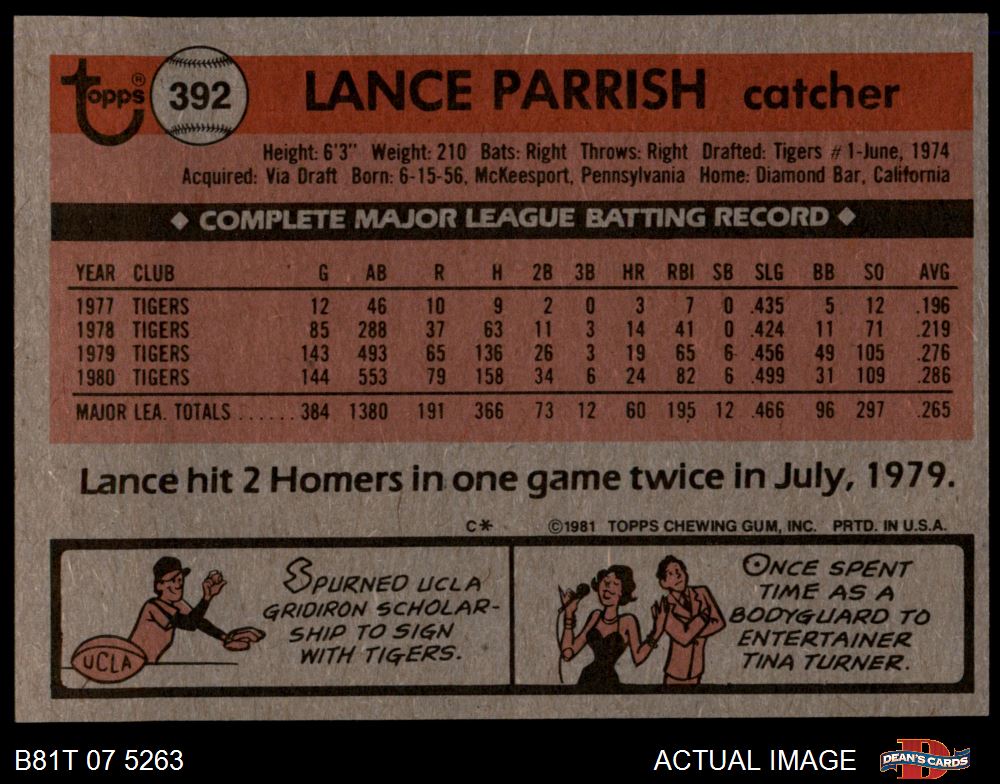 Topps ® 392 LANCE PARRISH catcher
Height: 6'3" Weight: 210 Bats: Right Throws: Right Drafted: Tigers #1-June, 1974
Acquired: Via Draft Born: 6-15-56, McKeesport, Pennsylvania Home: Diamond Bar, California
◆ COMPLETE MAJOR LEAGUE BATTING RECORD ◆
YEAR CLUB G AB R H 2B 3B HR RBI SB SLG BB SO AVG
1977 TIGERS 12 46 10 9 2 0 3 7 0 .435 5 12 .196
1978 TIGERS 85 288 37 63 11 3 14 41 0 .424 11 71 .219
1979 TIGERS 143 493 65 136 26 3 19 65 6 .456 49 105 .276
1980 TIGERS 144 553 79 158 34 6 24 82 6 .499 31 109 .286
MAJOR LEA. TOTALS ...... 384 1380 191 366 73 12 60 195 12 .466 96 297 .265
Lance hit 2 Homers in one game twice in July, 1979.
C* ©1981 TOPPS CHEWING GUM, INC. PRTD. IN U.S.A.
SPURNED UCLA
GRIDIRON SCHOLAR-
SHIP TO SIGN
WITH TIGERS.
UCLA
ONCE SPENT
TIME AS A
BODYGUARD TO
ENTERTAINER
TINA TURNER.
B81T 07 5263 ACTUAL IMAGE D DEAN'S CARDS